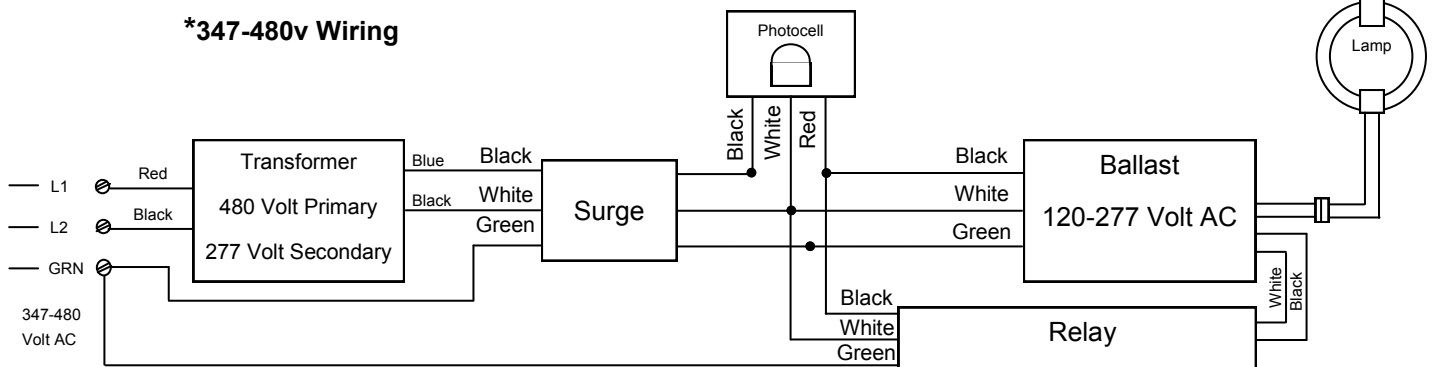 *347-480v Wiring
Photocell
Lamp
Black
White
Red
L1
Red
L2
Black
GRN
347-480
Volt AC
Transformer
480 Volt Primary
277 Volt Secondary
Blue
Black
Black
White
Green
Surge
Black
White
Green
Ballast
120-277 Volt AC
White
Black
Black
White
Green
Relay